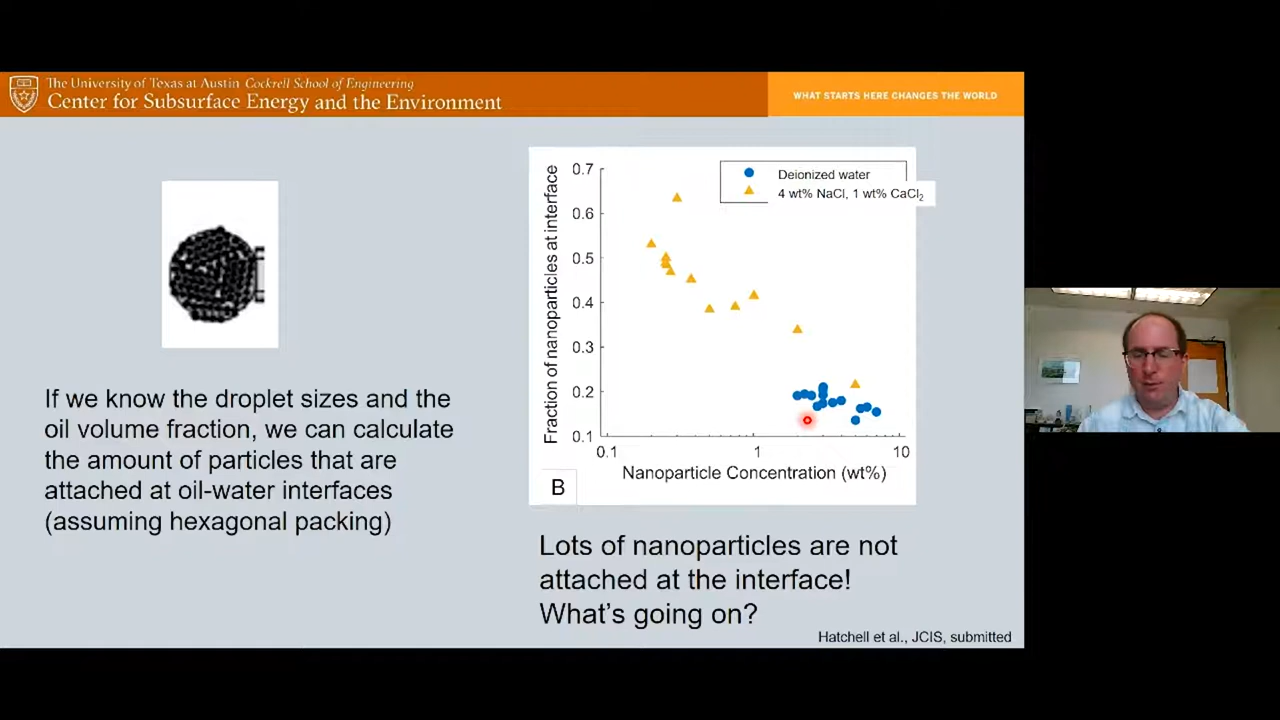 The University of Texas at Austin Cockrell School of Engineering
Center for Subsurface Energy and the Environment
WHAT STARTS HERE CHANGES THE WORLD
If we know the droplet sizes and the
oil volume fraction, we can calculate
the amount of particles that are
attached at oil-water interfaces
(assuming hexagonal packing)
Fraction of nanoparticles at interface
0.7
0.6
0.5
0.4
0.3
0.2
0.1
Deionized water
4 wt% NaCl, 1 wt% CaCl₂
0.1
1
10
Nanoparticle Concentration (wt%)
B
Lots of nanoparticles are not
attached at the interface!
What's going on?
Hatchell et al., JCIS, submitted